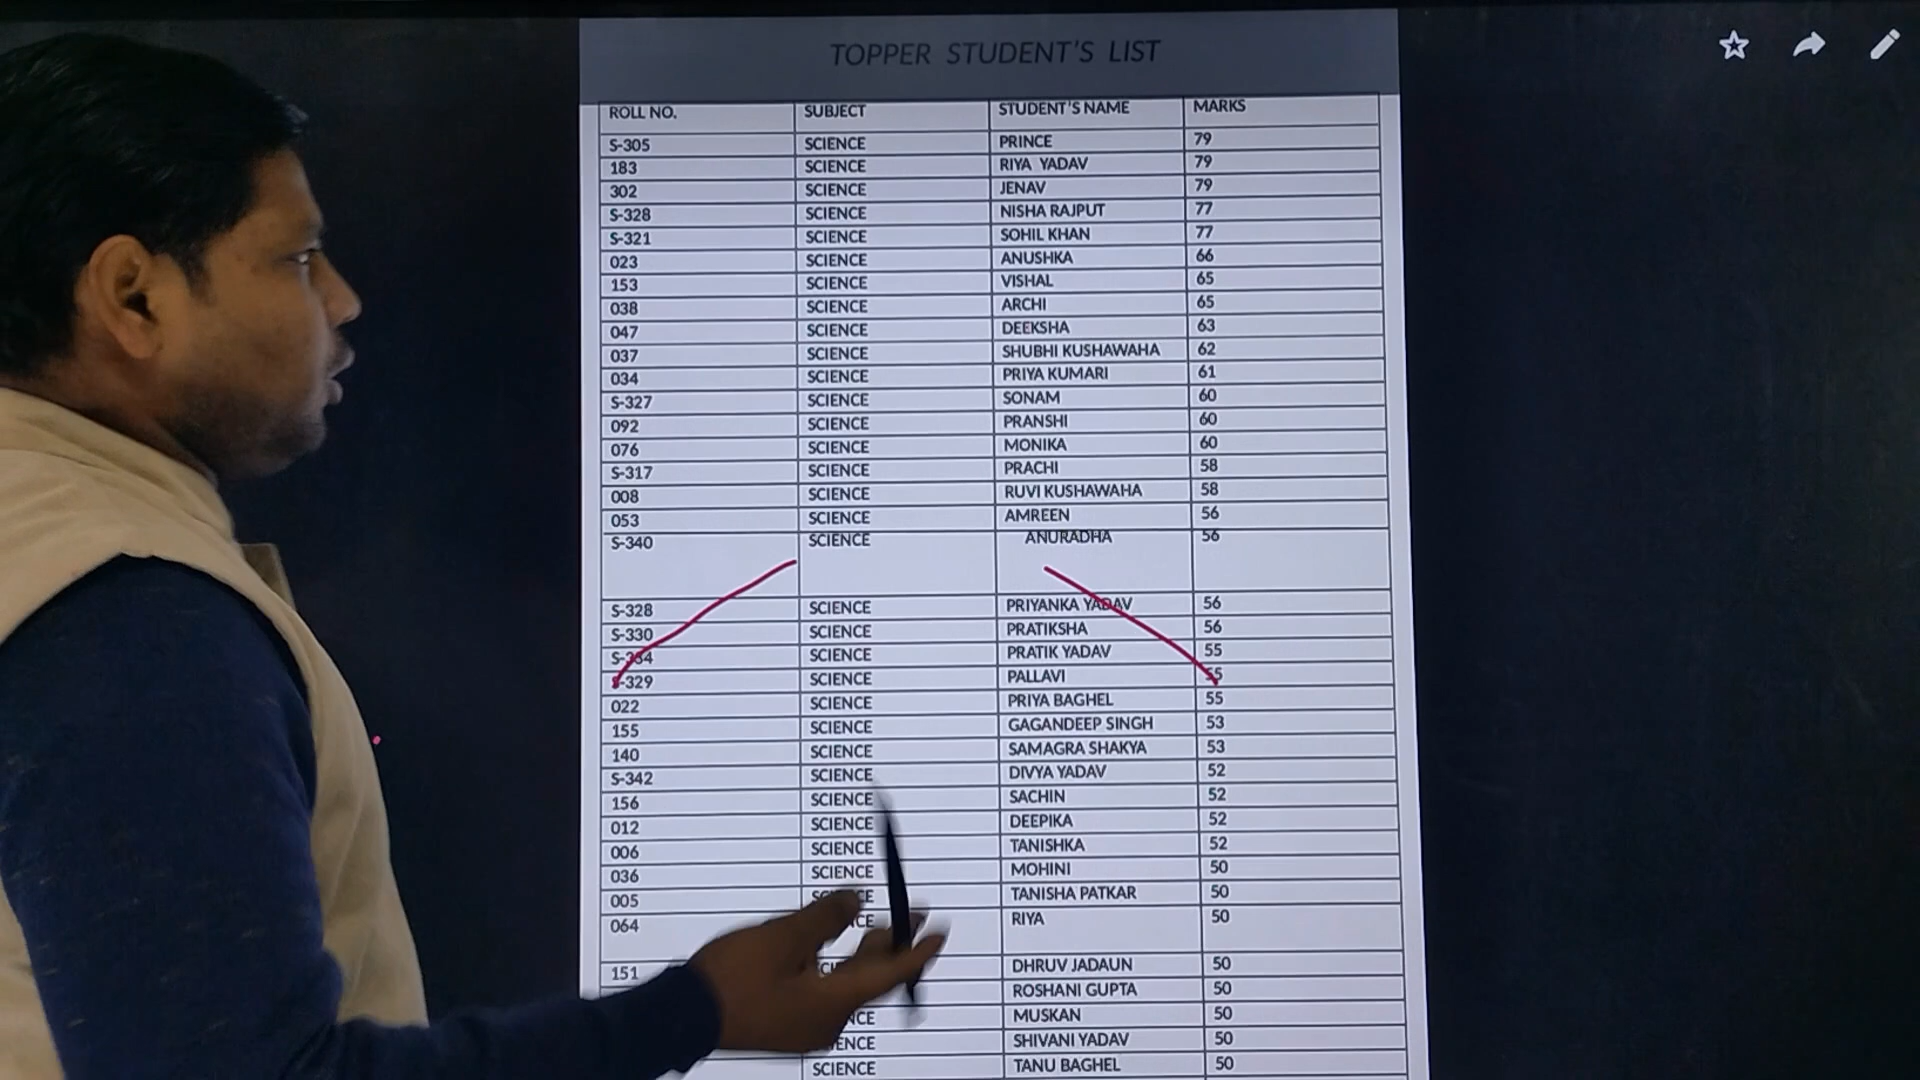 TOPPER STUDENT'S LIST
ROLL NO. SUBJECT STUDENT'S NAME MARKS
S-305 SCIENCE PRINCE 79
183 SCIENCE RIYA YADAV 79
302 SCIENCE JENAV 79
S-328 SCIENCE NISHA RAJPUT 77
S-321 SCIENCE SOHIL KHAN 77
023 SCIENCE ANUSHKA 66
153 SCIENCE VISHAL 65
038 SCIENCE ARCHI 65
047 SCIENCE DEEKSHA 63
037 SCIENCE SHUBHI KUSHAWAHA 62
034 SCIENCE PRIYA KUMARI 61
S-327 SCIENCE SONAM 60
092 SCIENCE PRANSHI 60
076 SCIENCE MONIKA 60
S-317 SCIENCE PRACHI 58
008 SCIENCE RUVI KUSHAWAHA 58
053 SCIENCE AMREEN 56
S-340 SCIENCE ANURADHA 56
S-328 SCIENCE PRIYANKA YADAV 56
S-330 SCIENCE PRATIKSHA 56
SCIENCE PRATIK YADAV 55
S-329 SCIENCE PALLAVI 55
022 SCIENCE PRIYA BAGHEL 55
155 SCIENCE GAGANDEEP SINGH 53
140 SCIENCE SAMAGRA SHAKYA 53
S-342 SCIENCE DIVYA YADAV 52
156 SCIENCE SACHIN 52
012 SCIENCE DEEPIKA 52
006 SCIENCE TANISHKA 52
036 SCIENCE MOHINI 50
005 TANISHA PATKAR 50
064 RIYA 50
151 DHRUV JADAUN 50
ROSHANI GUPTA 50
MUSKAN 50
SHIVANI YADAV 50
SCIENCE TANU BAGHEL 50